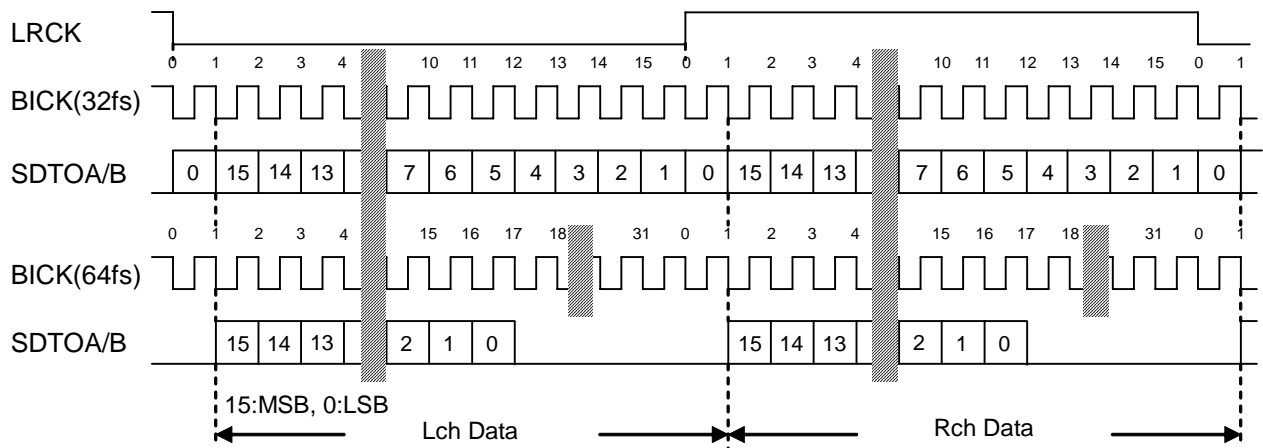 LRCK
0 1 2 3 4 10 11 12 13 14 15 0 1 2 3 4 10 11 12 13 14 15 0 1
BICK(32fs)
SDTOA/B 0 15 14 13 7 6 5 4 3 2 1 0 15 14 13 7 6 5 4 3 2 1 0
0 1 2 3 4 15 16 17 18 31 0 1 2 3 4 15 16 17 18 31 0 1
BICK(64fs)
SDTOA/B 15 14 13 2 1 0 15 14 13 2 1 0
15:MSB, 0:LSB
Lch Data Rch Data